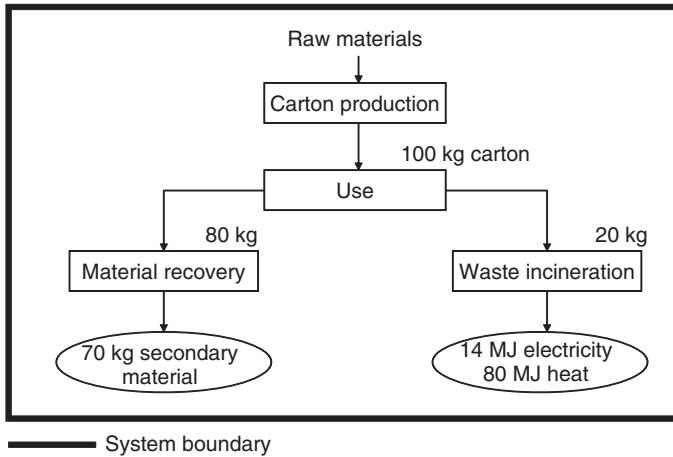 Raw materials
Carton production
100 kg carton
Use
80 kg
20 kg
Material recovery
Waste incineration
70 kg secondary
material
14 MJ electricity
80 MJ heat
System boundary